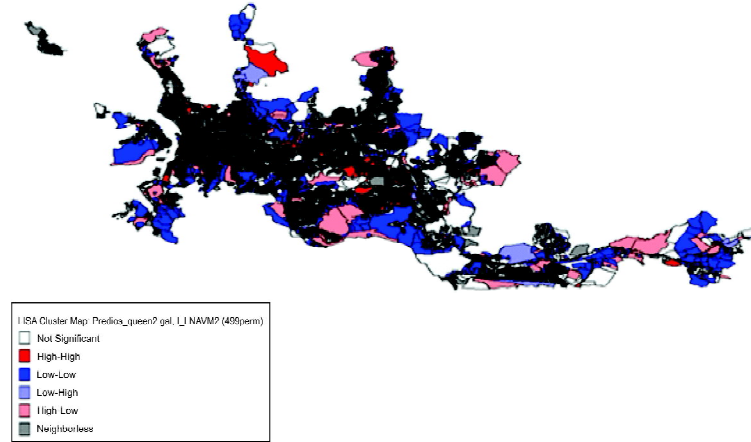 LISA Cluster Map: Predios_queen2 gal, I_LNAVM2 (499perm)
Not Significant
High-High
Low-Low
Low-High
High-Low
Neighborless